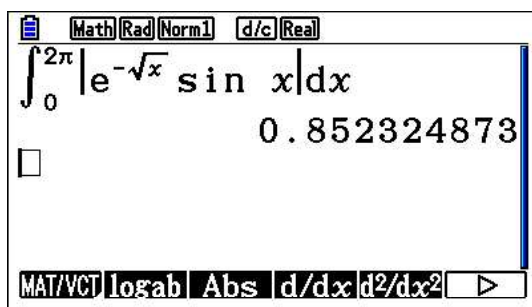 Math Rad Norm1 d/c Real
∫₀^2π |e^-√x sin x|dx
0.852324873
MAT/VCT logab Abs d/dx d²/dx² ▷